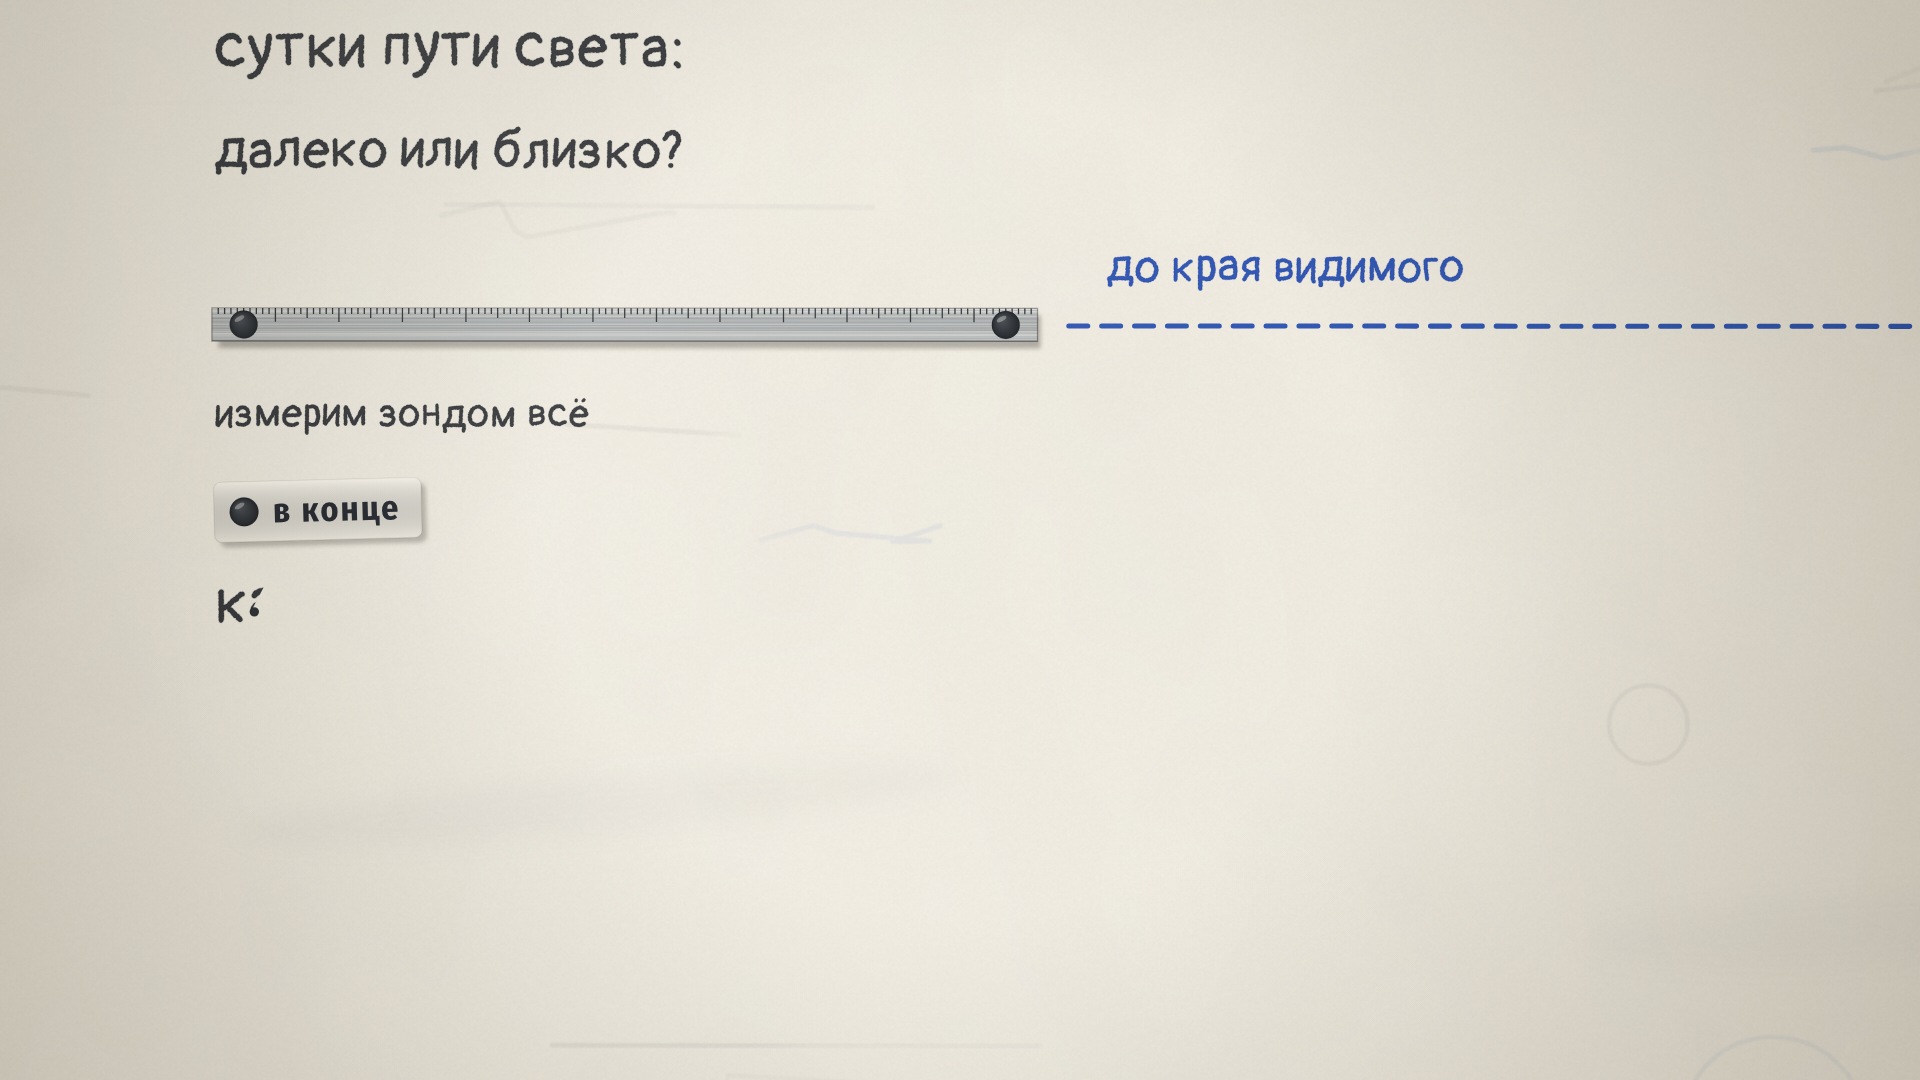 сутки пути света:
далеко или близко?
до края видимого
измерим зондом всё
в конце
к